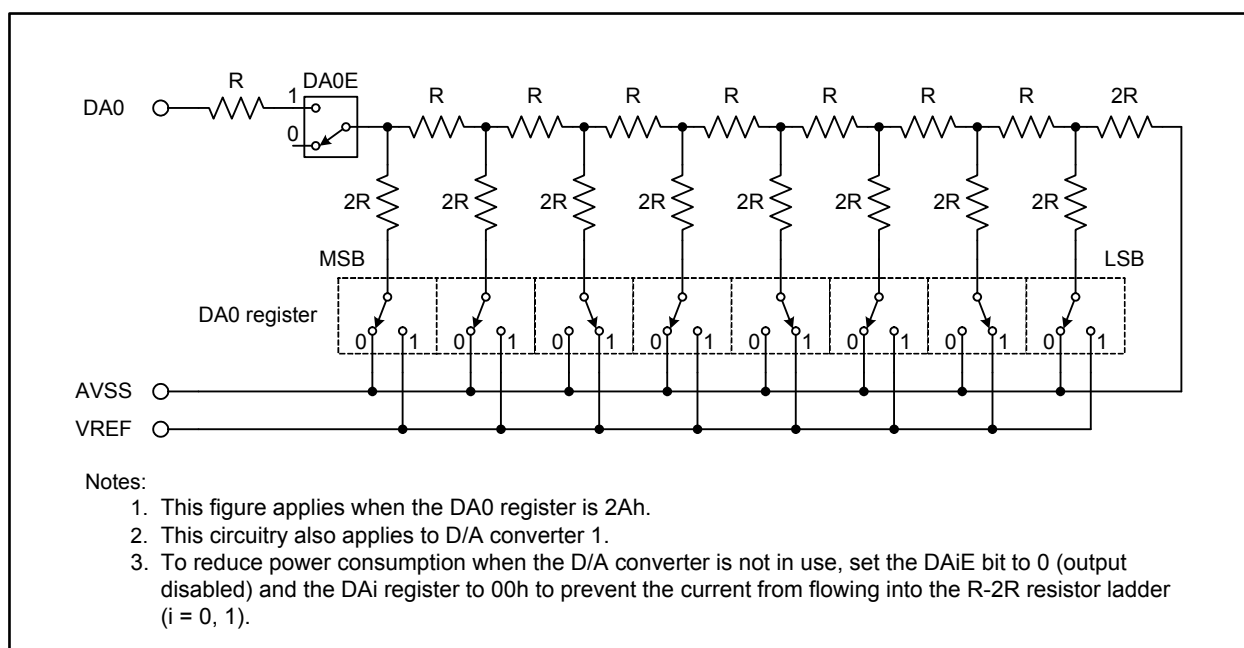 R DA0E R R R R R R R 2R
DA0 1
0
2R 2R 2R 2R 2R 2R 2R 2R
MSB LSB
DA0 register
0 1 0 1 0 1 0 1 0 1 0 1 0 1 0 1
AVSS
VREF
Notes:
1. This figure applies when the DA0 register is 2Ah.
2. This circuitry also applies to D/A converter 1.
3. To reduce power consumption when the D/A converter is not in use, set the DAiE bit to 0 (output
disabled) and the DAi register to 00h to prevent the current from flowing into the R-2R resistor ladder
(i = 0, 1).